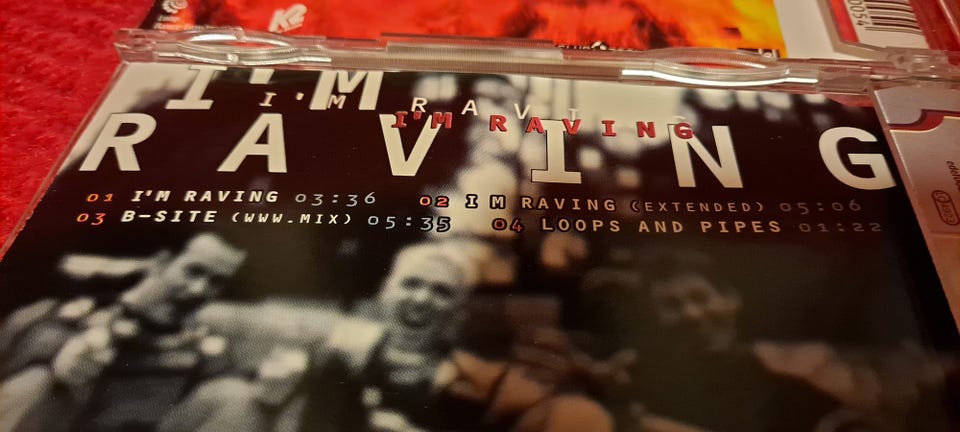 K2
I'M
I'M RAVI
I'M RAVING
RAVING
01 I'M RAVING 03:36 02 I M RAVING (EXTENDED) 05:06
03 B-SITE (WWW.MIX) 05:35 04 LOOPS AND PIPES 01:22